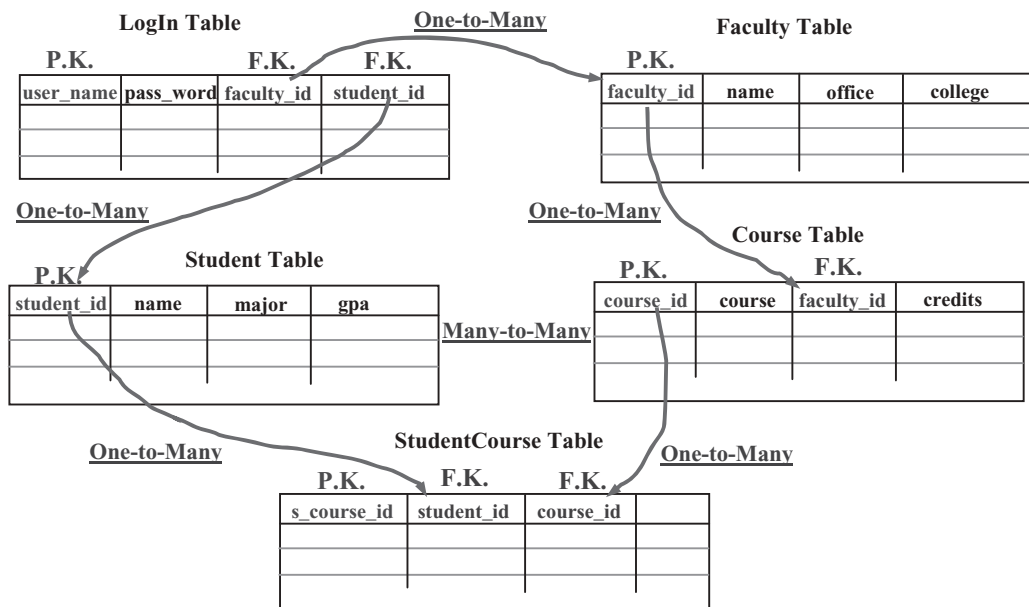 LogIn Table
One-to-Many
Faculty Table
P.K.
F.K.
F.K.
P.K.
user_name
pass_word
faculty_id
student_id
faculty_id
name
office
college
One-to-Many
One-to-Many
Student Table
Course Table
P.K.
P.K.
F.K.
student_id
name
major
gpa
course_id
course
faculty_id
credits
Many-to-Many
StudentCourse Table
One-to-Many
One-to-Many
P.K.
F.K.
F.K.
s_course_id
student_id
course_id